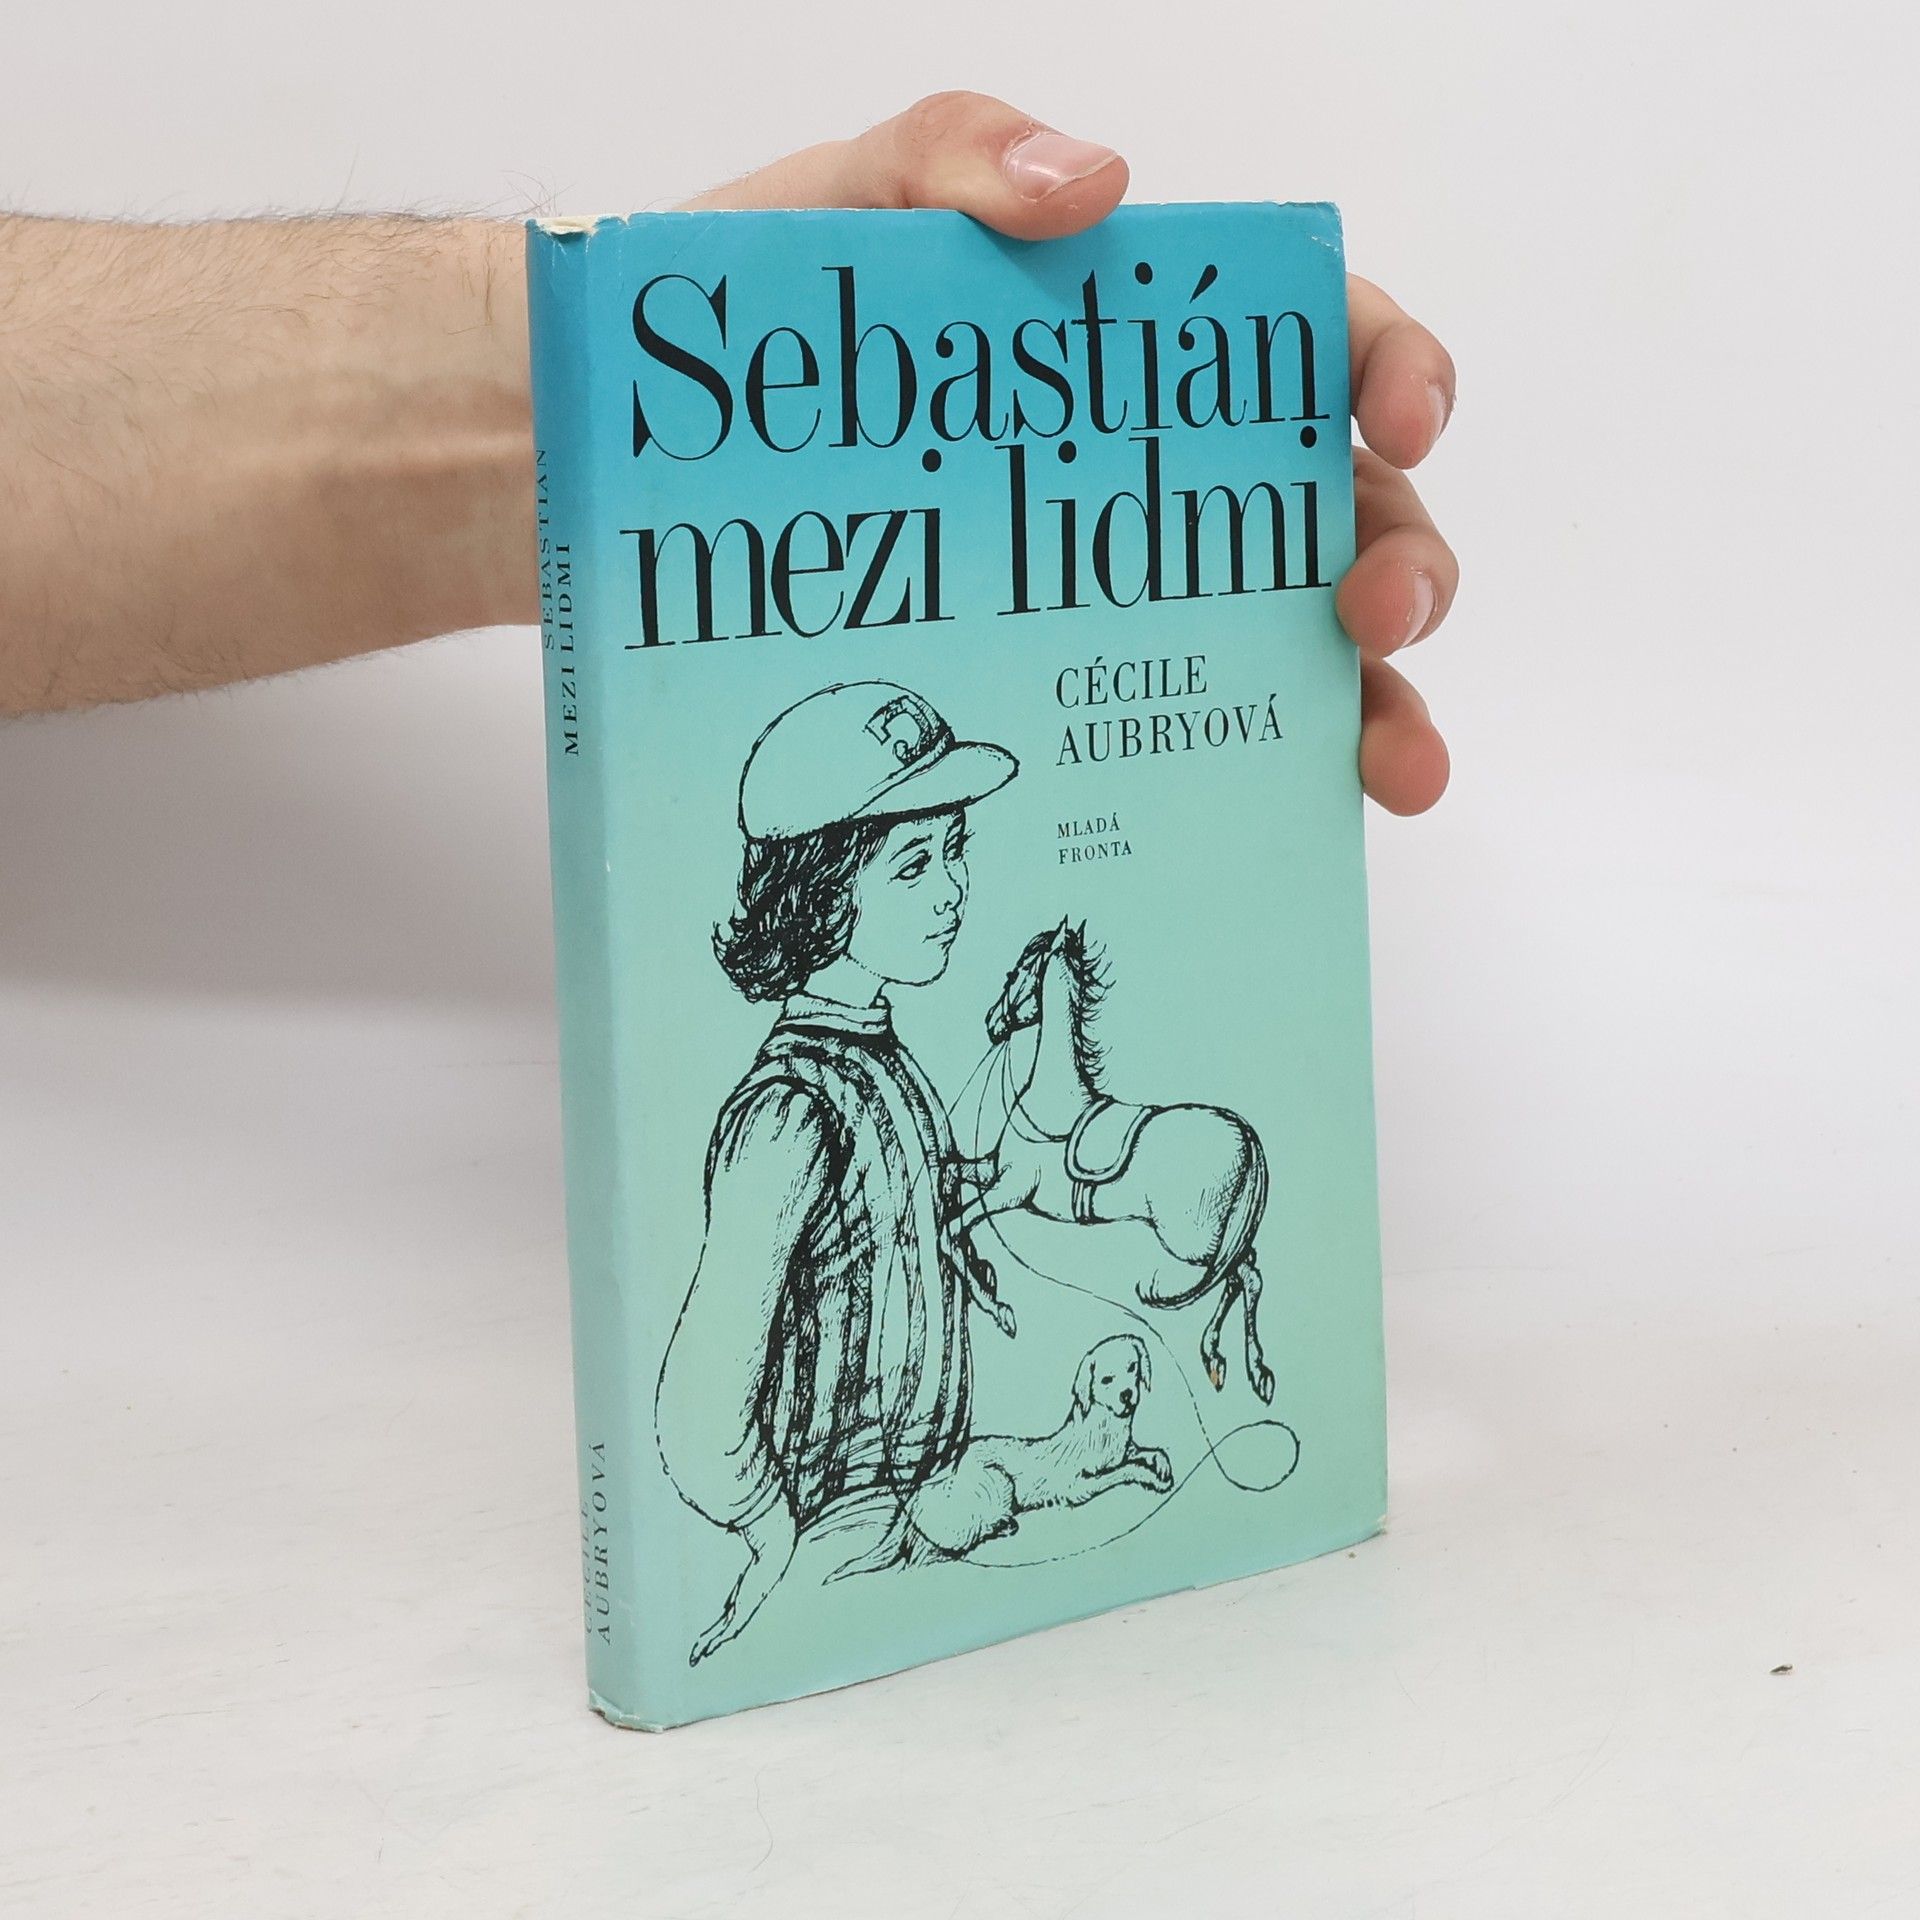 Sebastián
mezi lidmi
CÉCILE
AUBRYOVÁ
MLADÁ
FRONTA
SEBASTIÁN
MEZI LIDMI
CÉCILE
AUBRYOVÁ